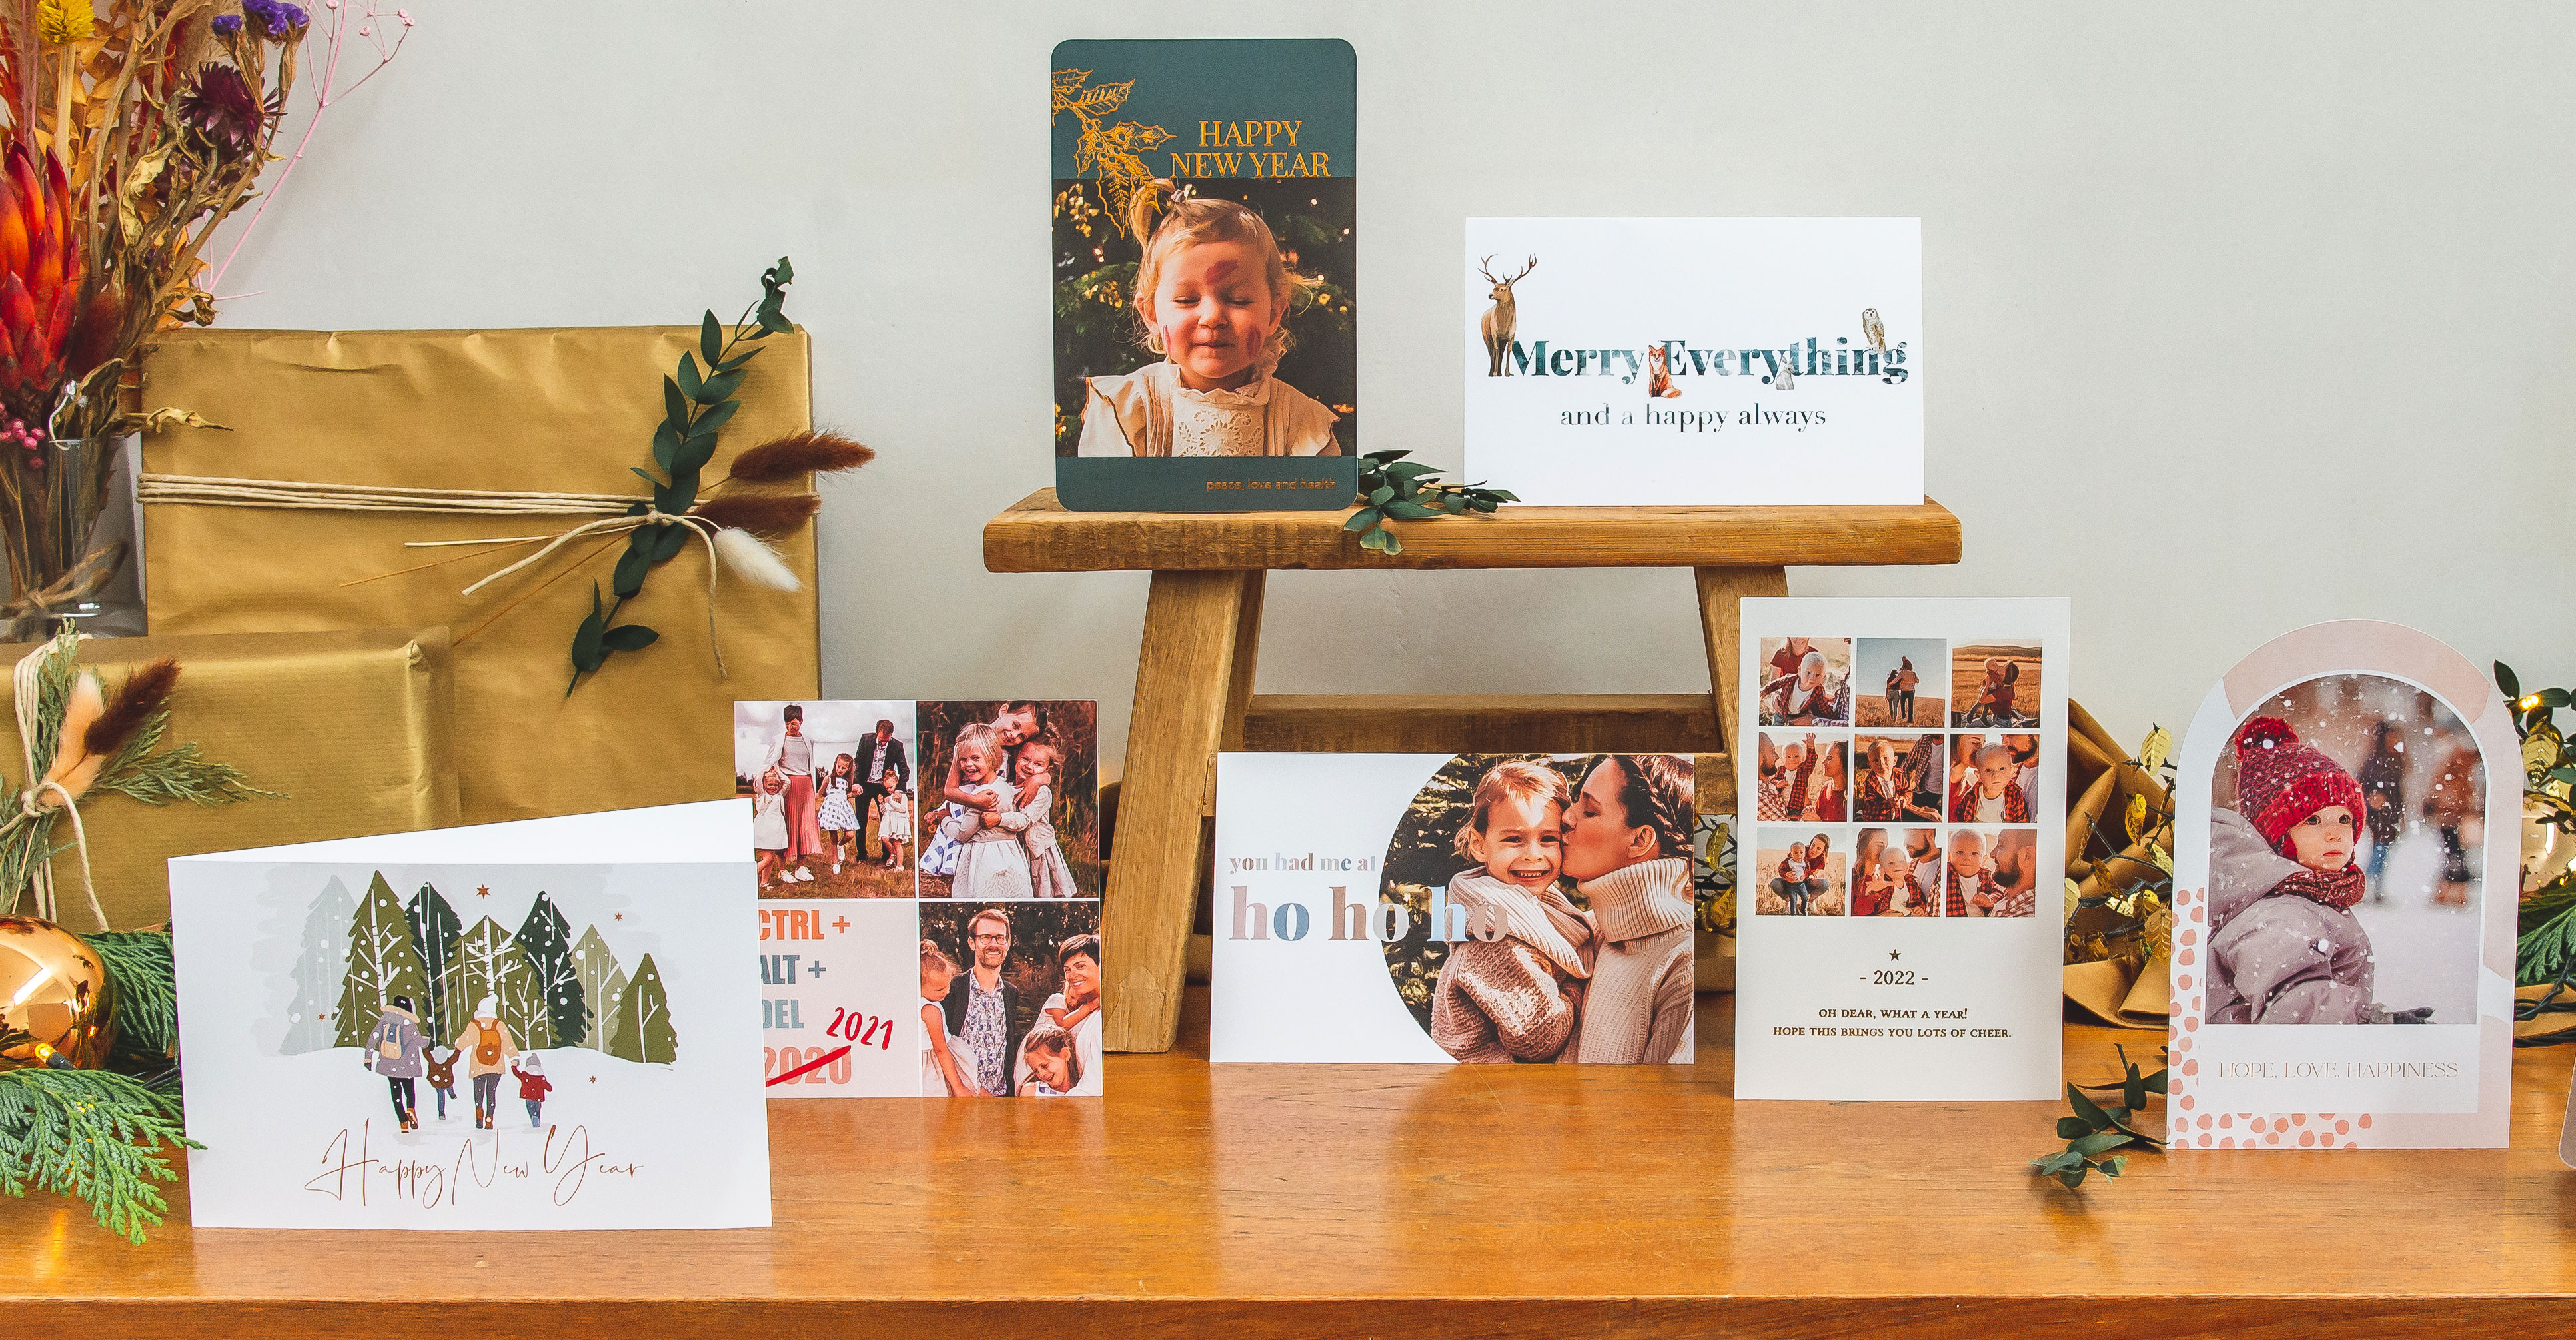 HAPPY
NEW YEAR
peace, love and health
Merry Everything
and a happy always
CTRL +
ALT +
DEL
2021
2020
you had me at
ho ho ho
- 2022 -
OH DEAR, WHAT A YEAR!
HOPE THIS BRINGS YOU LOTS OF CHEER.
HOPE, LOVE, HAPPINESS
Happy New Year